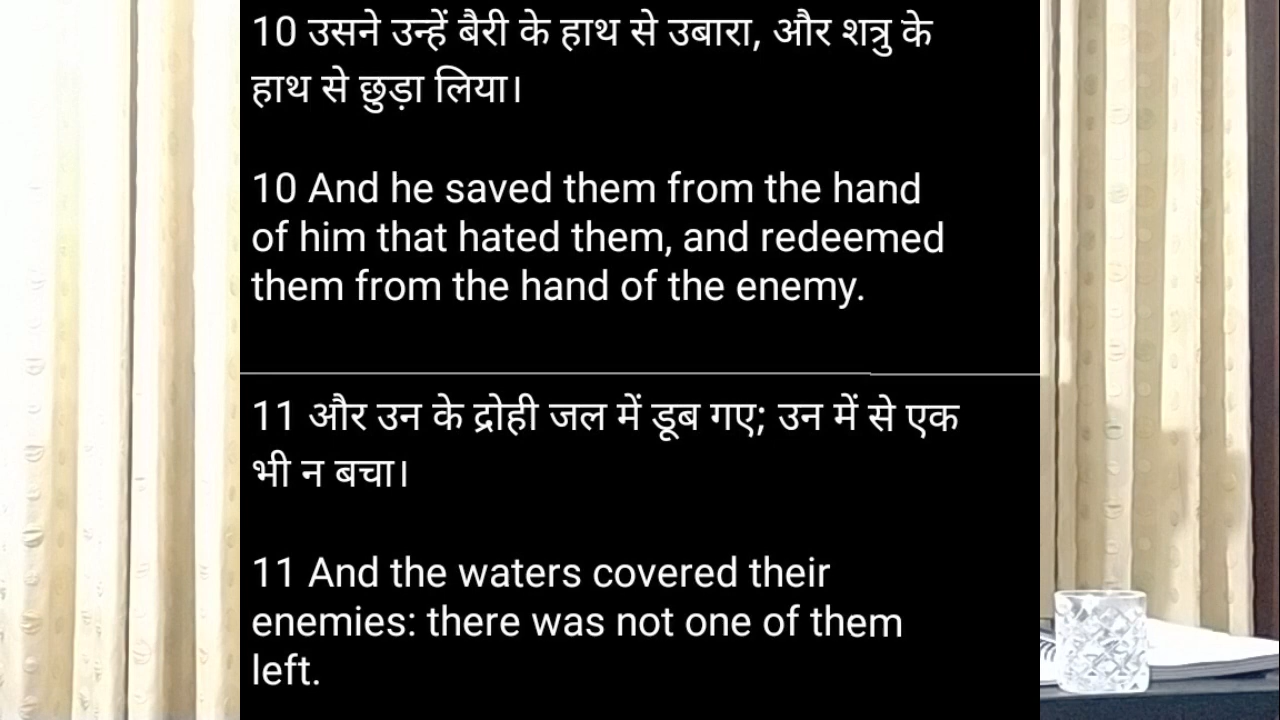 10 उसने उन्हें बैरी के हाथ से उबारा, और शत्रु के
हाथ से छुड़ा लिया।
10 And he saved them from the hand
of him that hated them, and redeemed
them from the hand of the enemy.
11 और उन के द्रोही जल में डूब गए; उन में से एक
भी न बचा।
11 And the waters covered their
enemies: there was not one of them
left.